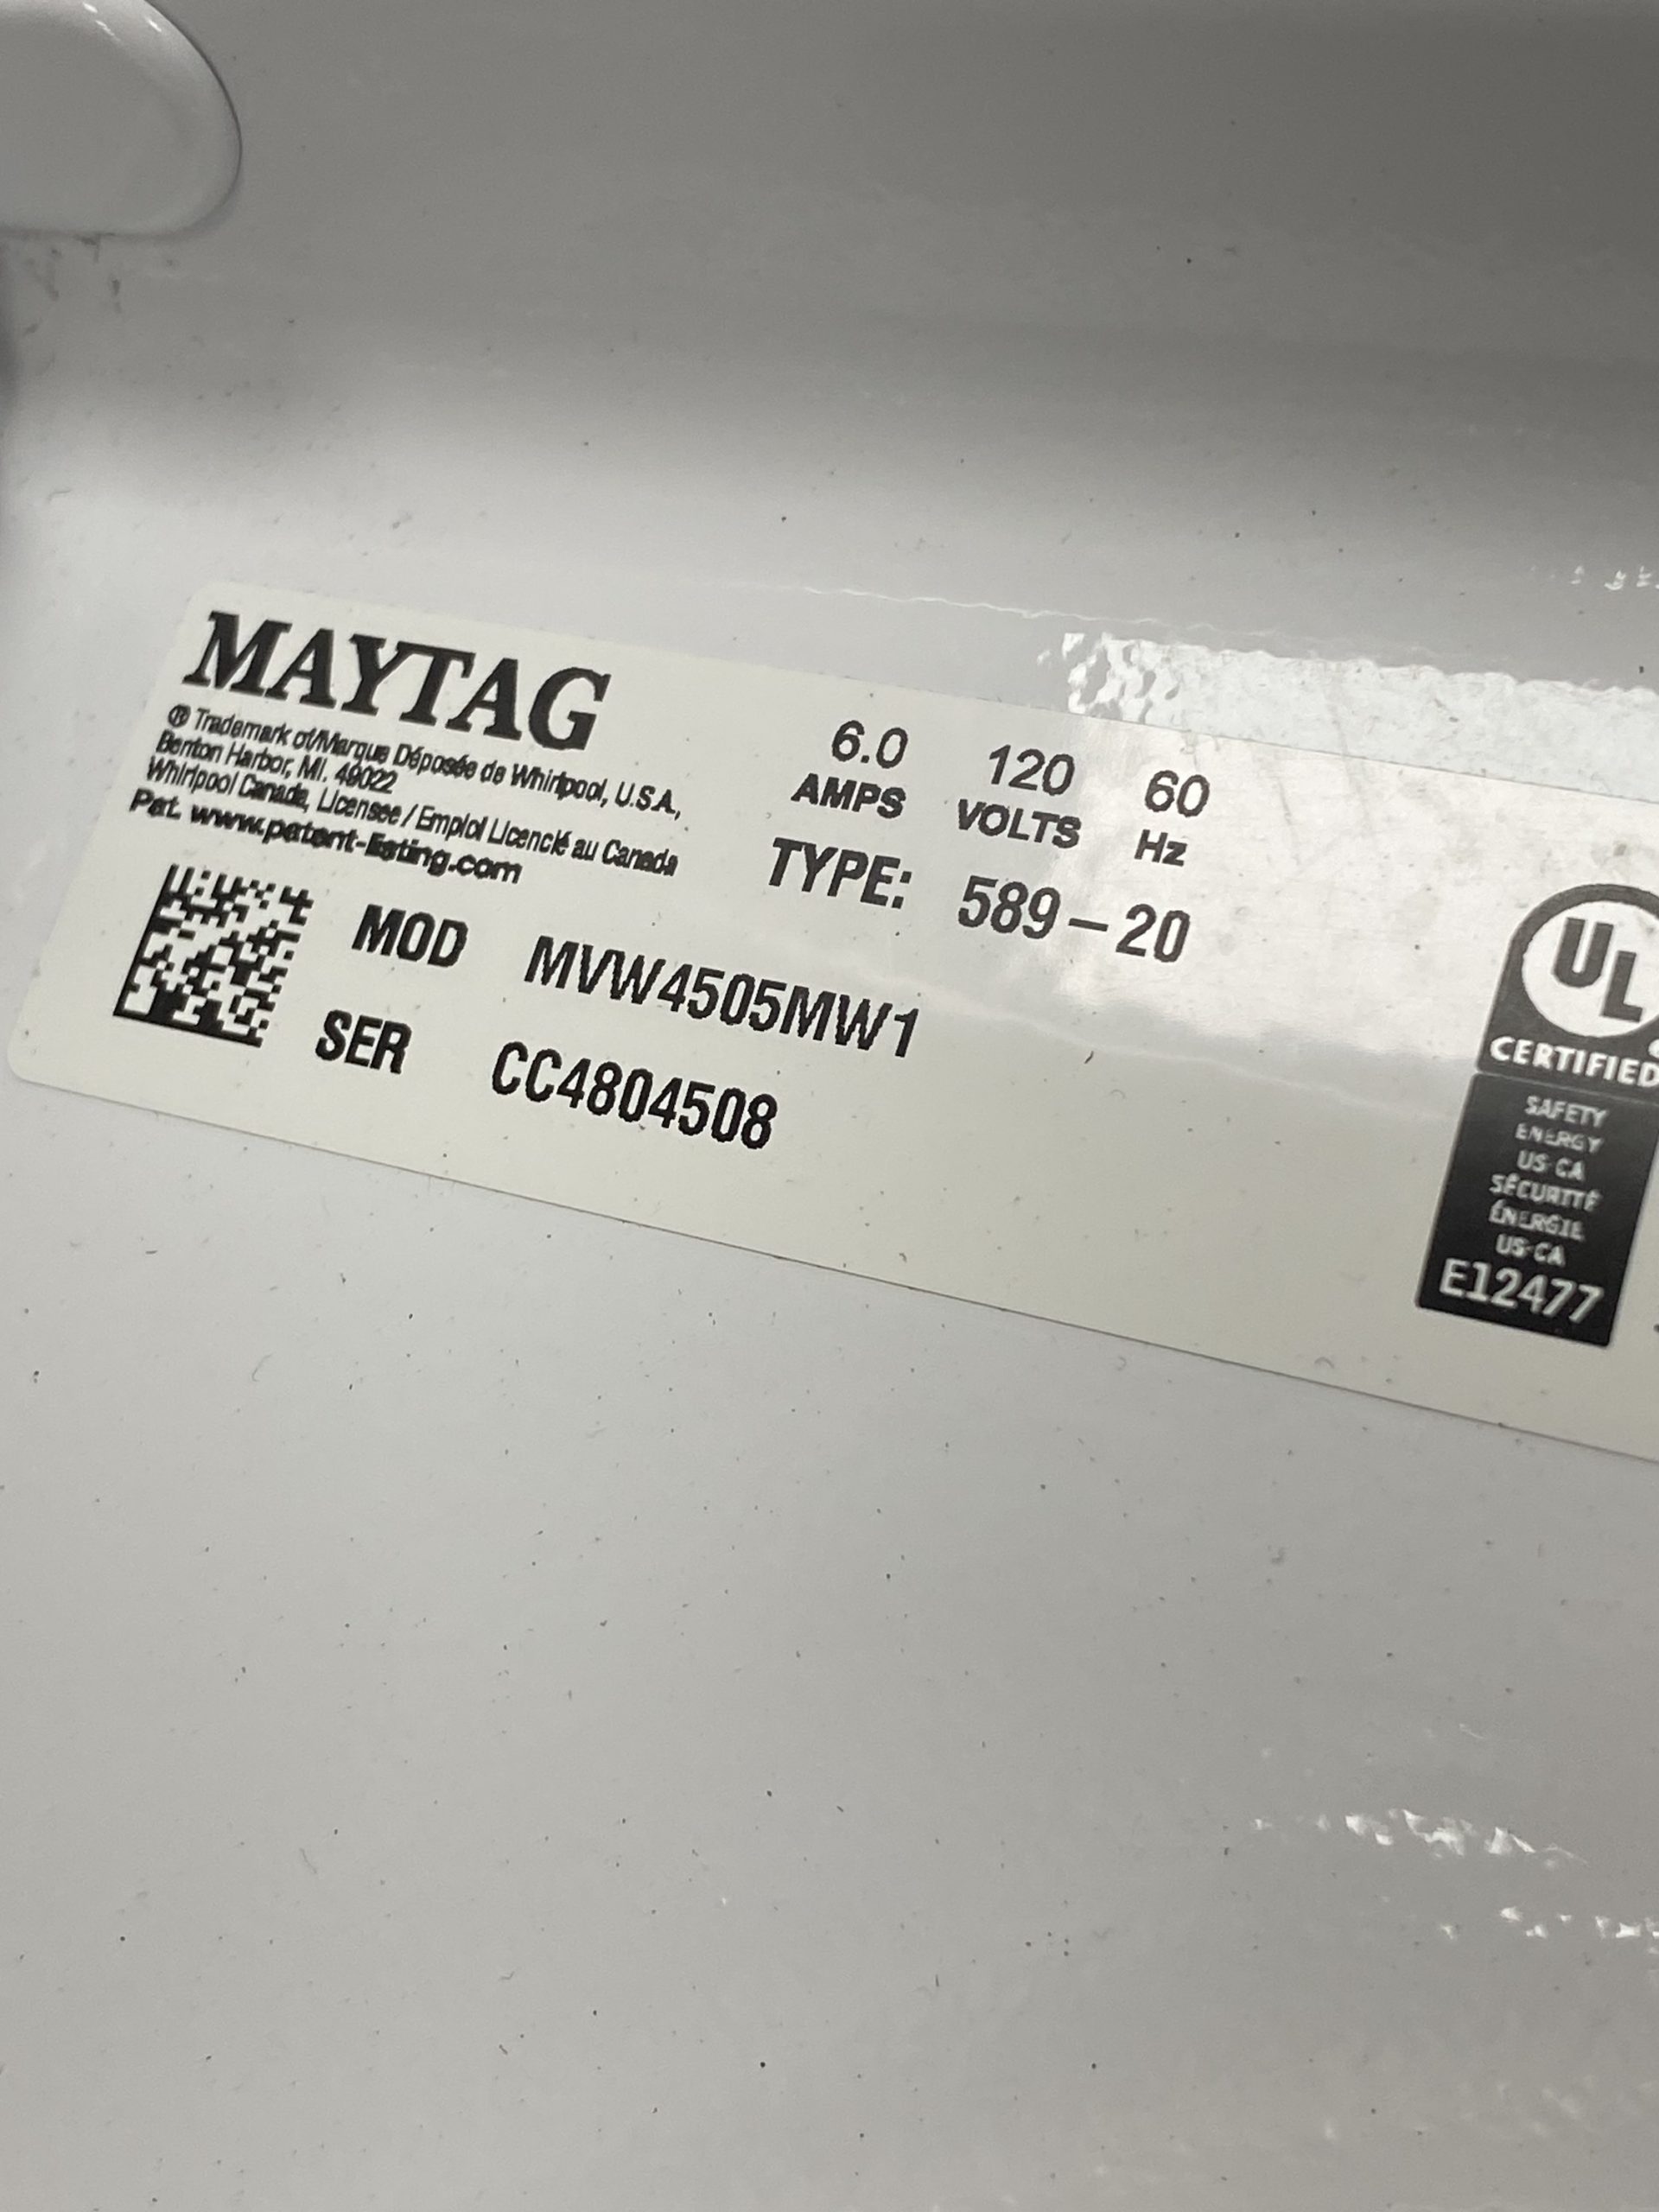 MAYTAG
® Trademark of/Marque Déposée de Whirlpool, U.S.A.,
Benton Harbor, MI. 49022
Whirlpool Canada, Licensee / Emploi Licencié au Canada
Pat. www.patent-listing.com
6.0 120 60
AMPS VOLTS Hz
TYPE: 589-20
MOD MVW4505MW1
SER CC4804508
UL
CERTIFIED
SAFETY
ENERGY
US-CA
SÉCURITÉ
ÉNERGIE
US-CA
E12477